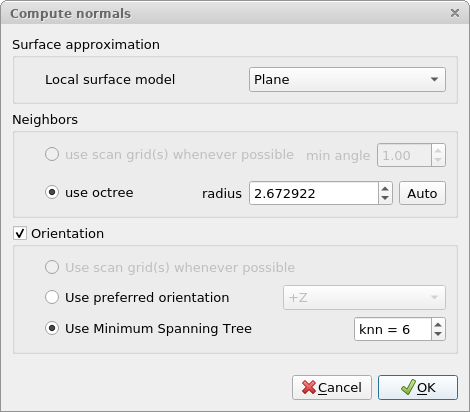 Compute normals
Surface approximation
Local surface model Plane
Neighbors
use scan grid(s) whenever possible min angle 1.00
use octree radius 2.672922 Auto
Orientation
Use scan grid(s) whenever possible
Use preferred orientation +Z
Use Minimum Spanning Tree knn = 6
Cancel OK